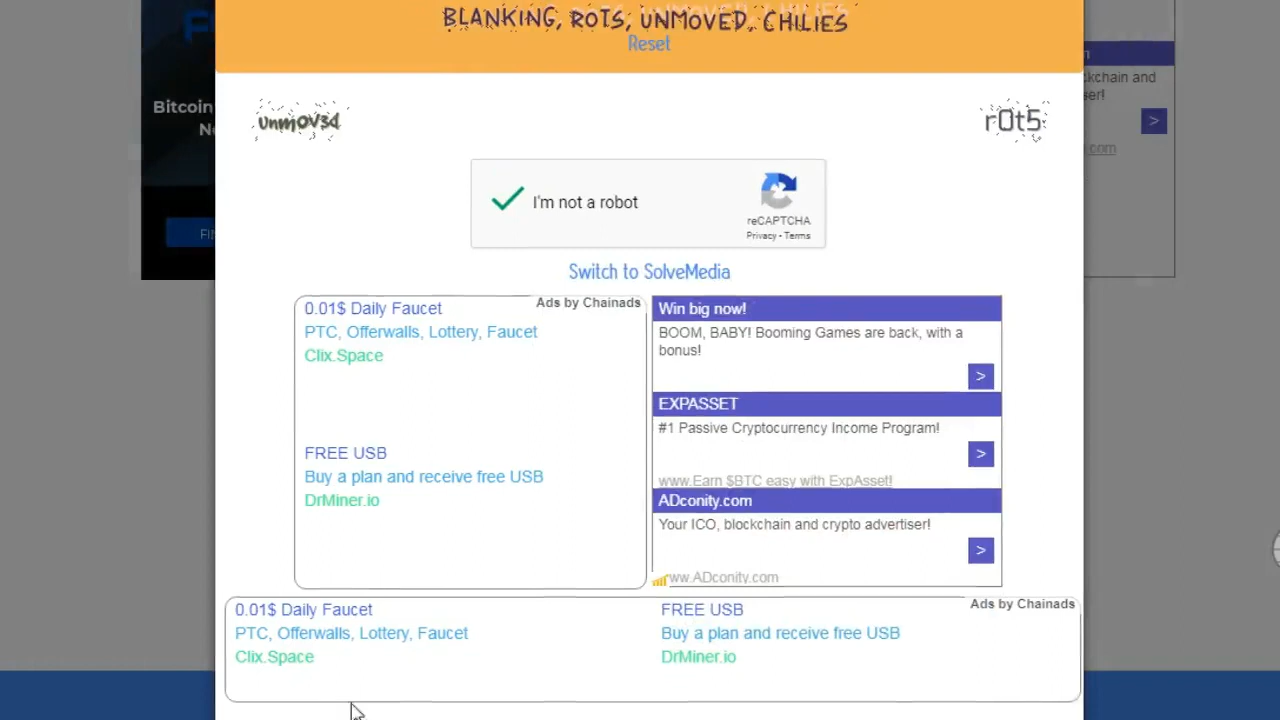 BLANKING, ROTS, UNMOVED, CHILIES
Reset
Bitcoin
kchain and
er!
>
unmOV3d
r0t5
I'm not a robot
reCAPTCHA
Privacy - Terms
Switch to SolveMedia
0.01$ Daily Faucet
PTC, Offerwalls, Lottery, Faucet
Clix.Space
FREE USB
Buy a plan and receive free USB
DrMiner.io
Ads by Chainads
Win big now!
BOOM, BABY! Booming Games are back, with a
bonus!
>
EXPASSET
#1 Passive Cryptocurrency Income Program!
>
www.Earn $BTC easy with ExpAsset!
ADconity.com
Your ICO, blockchain and crypto advertiser!
>
ww.ADconity.com
0.01$ Daily Faucet
PTC, Offerwalls, Lottery, Faucet
Clix.Space
FREE USB
Buy a plan and receive free USB
DrMiner.io
Ads by Chainads